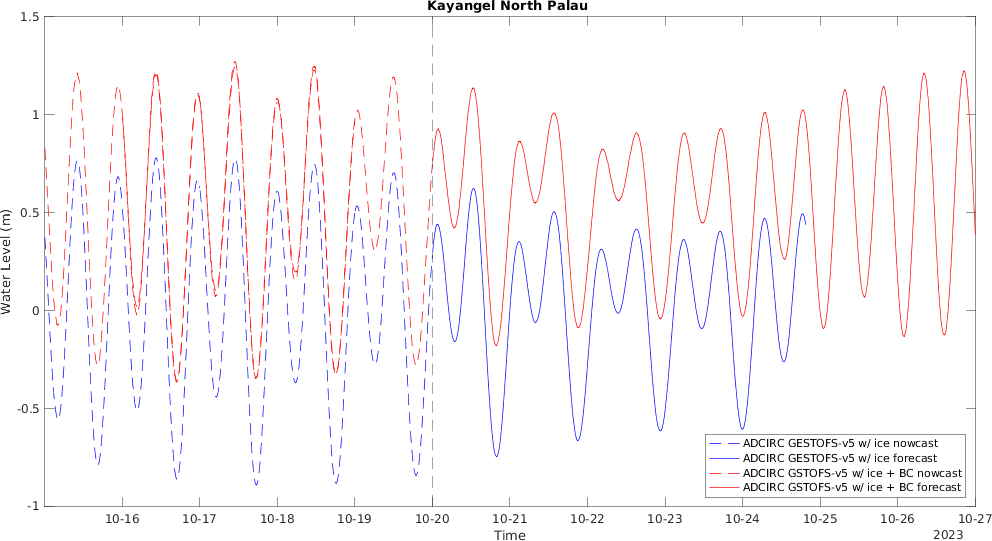 Kayangel North Palau
Water Level (m)
1.5
1
0.5
0
-0.5
-1
10-16
10-17
10-18
10-19
10-20
10-21
10-22
10-23
10-24
10-25
10-26
10-27
Time
2023
ADCIRC GESTOFS-v5 w/ ice nowcast
ADCIRC GESTOFS-v5 w/ ice forecast
ADCIRC GSTOFS-v5 w/ ice + BC nowcast
ADCIRC GSTOFS-v5 w/ ice + BC forecast